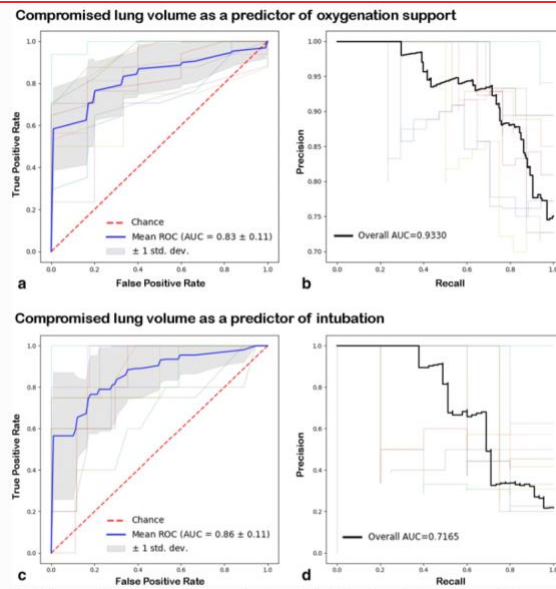 Compromised lung volume as a predictor of oxygenation support
True Positive Rate
1.0
0.8
0.6
0.4
0.2
0.0
Chance
Mean ROC (AUC = 0.83 ± 0.11)
± 1 std. dev.
0.0 0.2 0.4 0.6 0.8 1.0
False Positive Rate
a
Precision
1.00
0.95
0.90
0.85
0.80
0.75
0.70
Overall AUC=0.9330
0.0 0.2 0.4 0.6 0.8 1.0
Recall
b
Compromised lung volume as a predictor of intubation
True Positive Rate
1.0
0.8
0.6
0.4
0.2
0.0
Chance
Mean ROC (AUC = 0.86 ± 0.11)
± 1 std. dev.
0.0 0.2 0.4 0.6 0.8 1.0
False Positive Rate
c
Precision
1.0
0.8
0.6
0.4
0.2
0.0
Overall AUC=0.7165
0.0 0.2 0.4 0.6 0.8 1.0
Recall
d